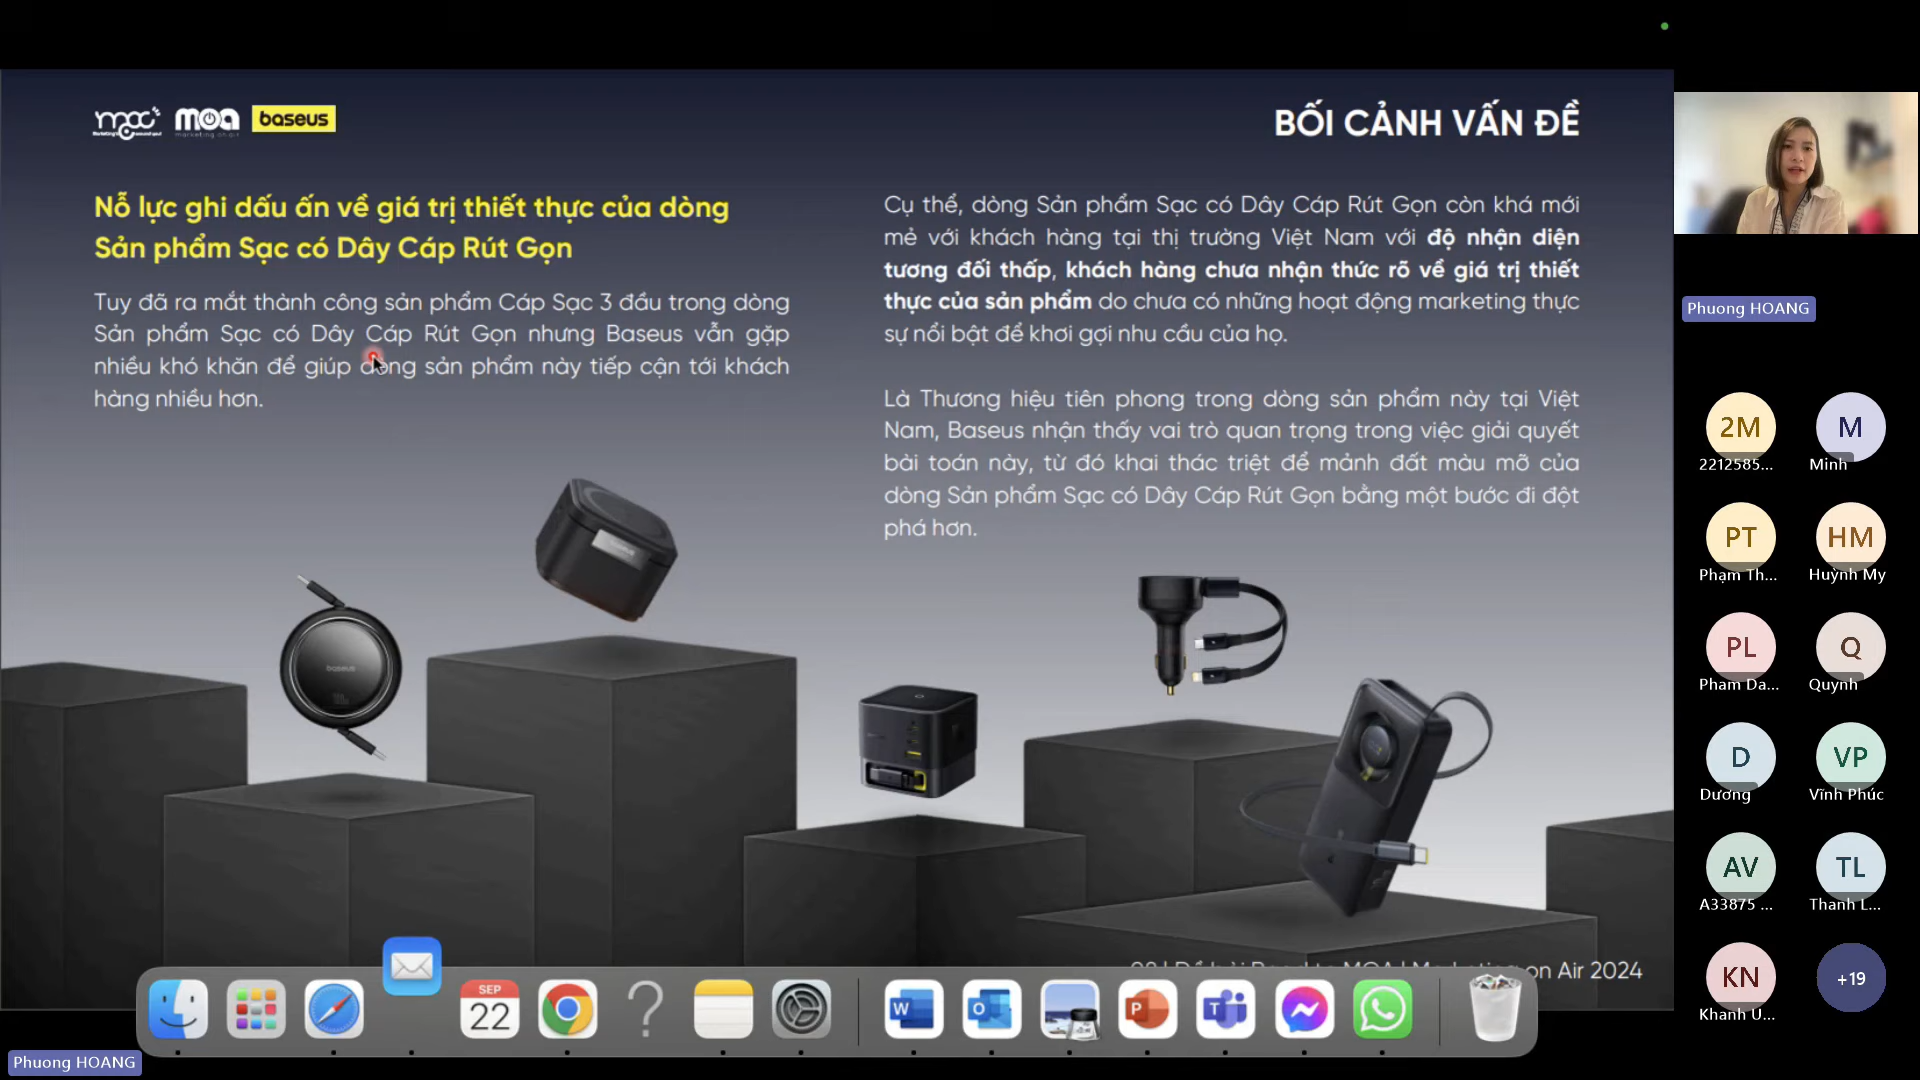 moc
moa
marketing on air
baseus
BỐI CẢNH VẤN ĐỀ
Nỗ lực ghi dấu ấn về giá trị thiết thực của dòng
Sản phẩm Sạc có Dây Cáp Rút Gọn
Tuy đã ra mắt thành công sản phẩm Cáp Sạc 3 đầu trong dòng
Sản phẩm Sạc có Dây Cáp Rút Gọn nhưng Baseus vẫn gặp
nhiều khó khăn để giúp dòng sản phẩm này tiếp cận tới khách
hàng nhiều hơn.
Cụ thể, dòng Sản phẩm Sạc có Dây Cáp Rút Gọn còn khá mới
mẻ với khách hàng tại thị trường Việt Nam với độ nhận diện
tương đối thấp, khách hàng chưa nhận thức rõ về giá trị thiết
thực của sản phẩm do chưa có những hoạt động marketing thực
sự nổi bật để khơi gợi nhu cầu của họ.
Là Thương hiệu tiên phong trong dòng sản phẩm này tại Việt
Nam, Baseus nhận thấy vai trò quan trọng trong việc giải quyết
bài toán này, từ đó khai thác triệt để mảnh đất màu mỡ của
dòng Sản phẩm Sạc có Dây Cáp Rút Gọn bằng một bước đi đột
phá hơn.
baseus
on Air 2024
SEP
22
W
O
P
T
Phuong HOANG
Phuong HOANG
2M
2212585...
M
Minh
PT
Phạm Th...
HM
Huỳnh My
PL
Pham Da...
Q
Quynh
D
Dương
VP
Vĩnh Phúc
AV
A33875 ...
TL
Thanh L...
KN
Khanh U...
+19